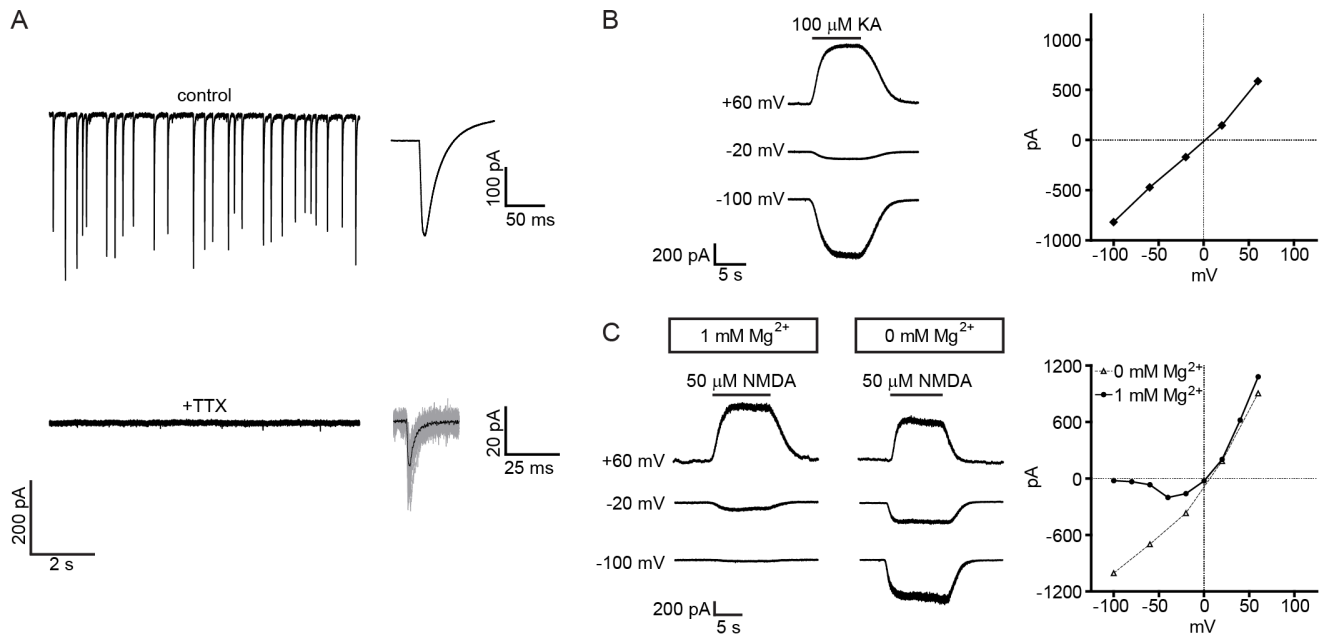 A
control
100 pA
50 ms
+TTX
20 pA
25 ms
200 pA
2 s
B
100 μM KA
+60 mV
-20 mV
-100 mV
200 pA
5 s
1000
500
0
-500
-1000
pA
-100 -50 0 50 100
mV
C
1 mM Mg²⁺
0 mM Mg²⁺
50 μM NMDA
50 μM NMDA
+60 mV
-20 mV
-100 mV
200 pA
5 s
1200
600
0
-600
-1200
pA
0 mM Mg²⁺
1 mM Mg²⁺
-100 -50 0 50 100
mV